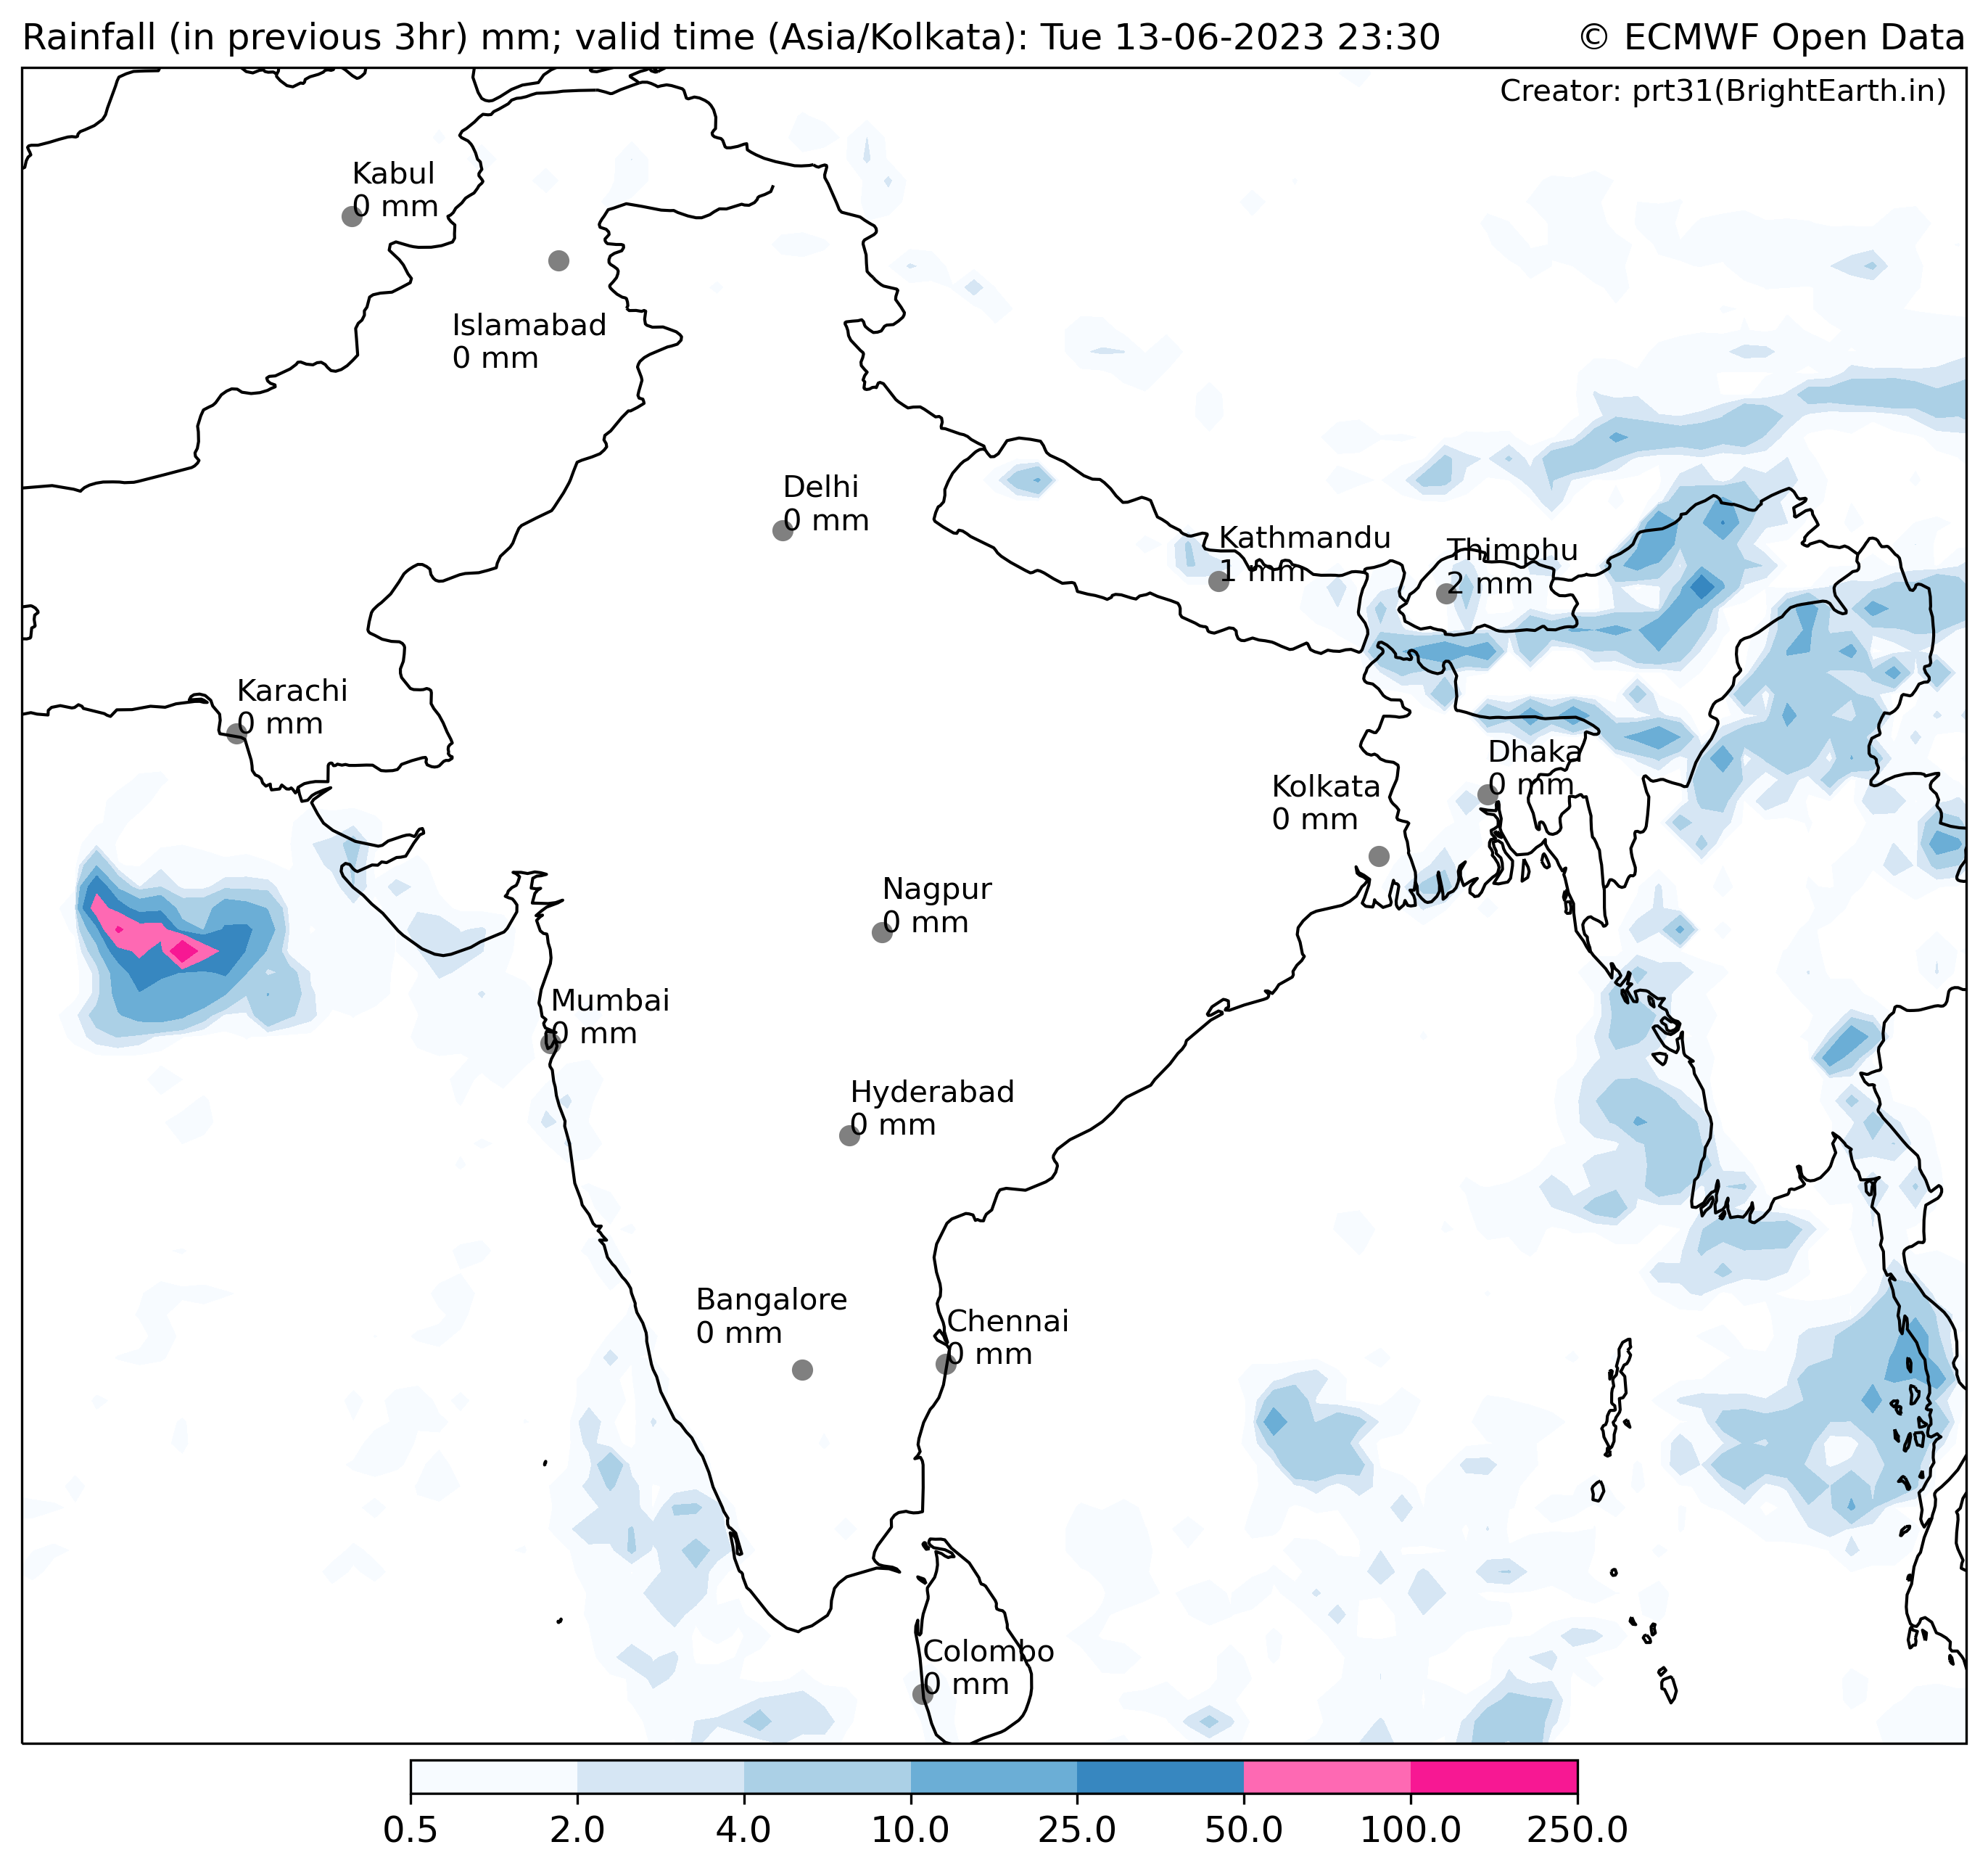 Rainfall (in previous 3hr) mm; valid time (Asia/Kolkata): Tue 13-06-2023 23:30 © ECMWF Open Data
Creator: prt31(BrightEarth.in)
Kabul
0 mm
Islamabad
0 mm
Delhi
0 mm
Kathmandu
1 mm
Thimphu
2 mm
Karachi
0 mm
Dhaka
0 mm
Kolkata
0 mm
Nagpur
0 mm
Mumbai
0 mm
Hyderabad
0 mm
Bangalore
0 mm
Chennai
0 mm
Colombo
0 mm
0.5 2.0 4.0 10.0 25.0 50.0 100.0 250.0